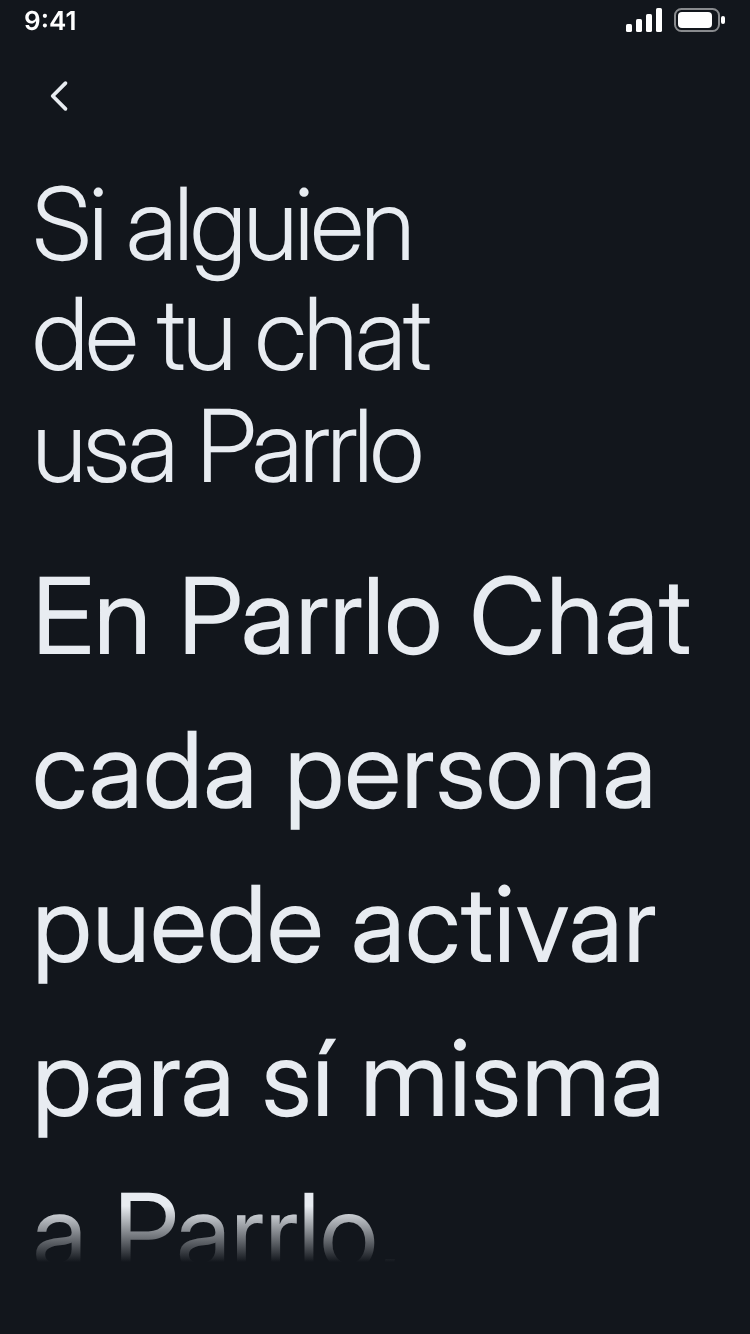 9:41
Si alguien
de tu chat
usa Parrlo
En Parrlo Chat
cada persona
puede activar
para sí misma
a Parrlo.